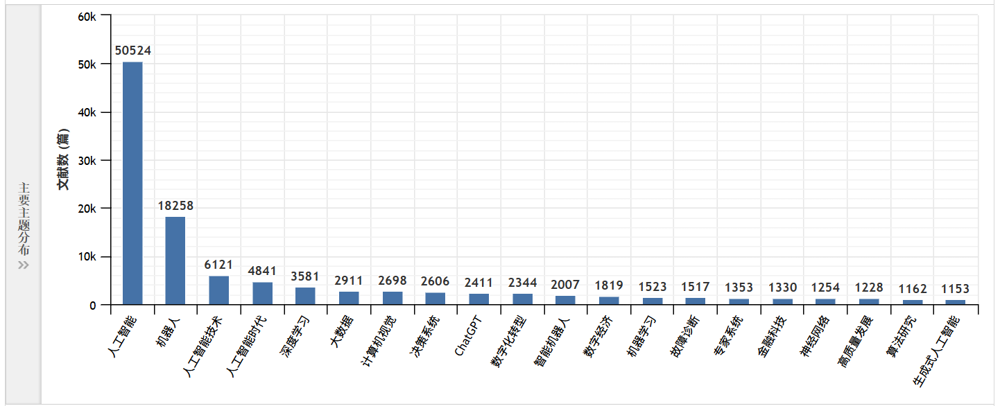 主要主题分布
文献数 (篇)
60k
50k
40k
30k
20k
10k
0
50524
18258
6121
4841
3581
2911
2698
2606
2411
2344
2007
1819
1523
1517
1353
1330
1254
1228
1162
1153
人工智能
机器人
人工智能技术
人工智能时代
深度学习
大数据
计算机视觉
决策系统
ChatGPT
数字化转型
智能机器人
数字经济
机器学习
故障诊断
专家系统
金融科技
神经网络
高质量发展
算法研究
生成式人工智能